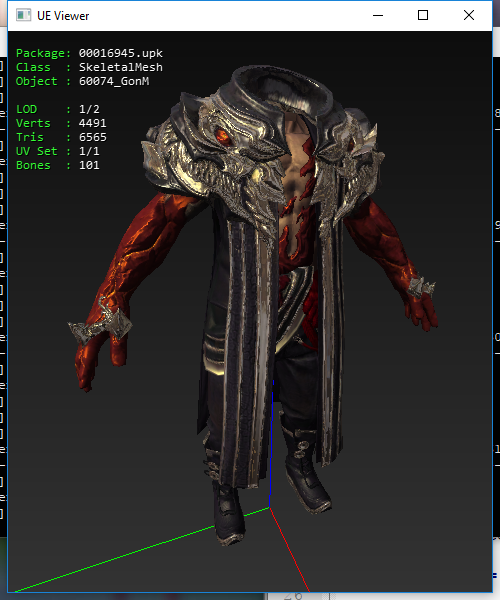 UE Viewer
Package: 00016945.upk
Class  : SkeletalMesh
Object : 60074_GonM
LOD    : 1/2
Verts  : 4491
Tris   : 6565
UV Set : 1/1
Bones  : 101